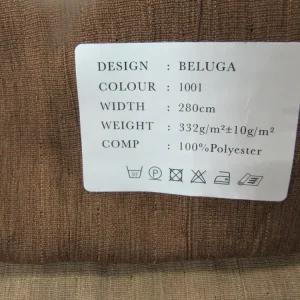 DESIGN : BELUGA
COLOUR : 1001
WIDTH : 280cm
WEIGHT : 332g/m²±10g/m²
COMP : 100%Polyester